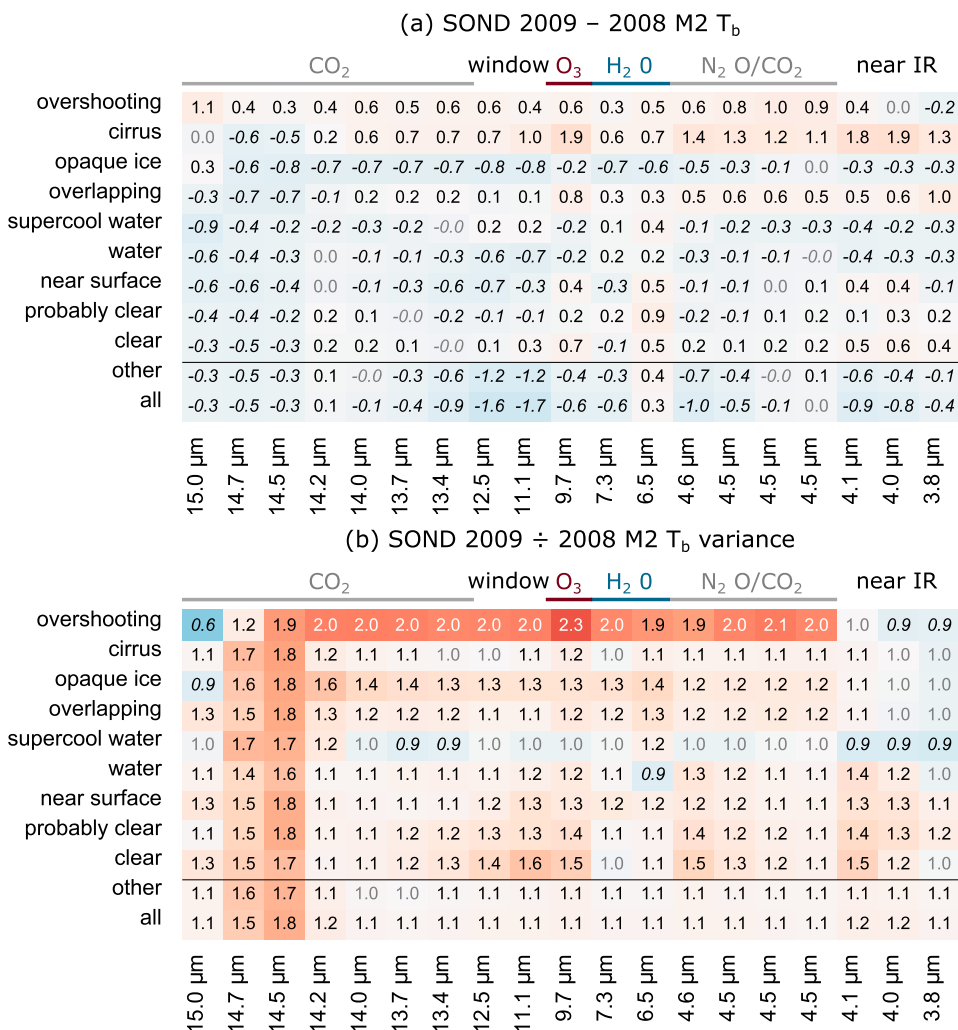 (a) SOND 2009 – 2008 M2 Tb
CO2 window O3 H2 0 N2 O/CO2 near IR
overshooting 1.1 0.4 0.3 0.4 0.6 0.5 0.6 0.6 0.4 0.6 0.3 0.5 0.6 0.8 1.0 0.9 0.4 0.0 -0.2
cirrus 0.0 -0.6 -0.5 0.2 0.6 0.7 0.7 0.7 1.0 1.9 0.6 0.7 1.4 1.3 1.2 1.1 1.8 1.9 1.3
opaque ice 0.3 -0.6 -0.8 -0.7 -0.7 -0.7 -0.7 -0.8 -0.8 -0.2 -0.7 -0.6 -0.5 -0.3 -0.1 0.0 -0.3 -0.3 -0.3
overlapping -0.3 -0.7 -0.7 -0.1 0.2 0.2 0.2 0.1 0.1 0.8 0.3 0.3 0.5 0.6 0.6 0.5 0.5 0.6 1.0
supercool water -0.9 -0.4 -0.2 -0.2 -0.3 -0.2 -0.0 0.2 0.2 -0.2 0.1 0.4 -0.1 -0.2 -0.3 -0.3 -0.4 -0.2 -0.3
water -0.6 -0.4 -0.3 0.0 -0.1 -0.1 -0.3 -0.6 -0.7 -0.2 0.2 0.2 -0.3 -0.1 -0.1 -0.0 -0.4 -0.3 -0.3
near surface -0.6 -0.6 -0.4 0.0 -0.1 -0.3 -0.6 -0.7 -0.3 0.4 -0.3 0.5 -0.1 -0.1 0.0 0.1 0.4 0.4 -0.1
probably clear -0.4 -0.4 -0.2 0.2 0.1 -0.0 -0.2 -0.1 -0.1 0.2 0.2 0.9 -0.2 -0.1 0.1 0.2 0.1 0.3 0.2
clear -0.3 -0.5 -0.3 0.2 0.2 0.1 -0.0 0.1 0.3 0.7 -0.1 0.5 0.2 0.1 0.2 0.2 0.5 0.6 0.4
other -0.3 -0.5 -0.3 0.1 -0.0 -0.3 -0.6 -1.2 -1.2 -0.4 -0.3 0.4 -0.7 -0.4 -0.0 0.1 -0.6 -0.4 -0.1
all -0.3 -0.5 -0.3 0.1 -0.1 -0.4 -0.9 -1.6 -1.7 -0.6 -0.6 0.3 -1.0 -0.5 -0.1 0.0 -0.9 -0.8 -0.4
15.0 µm 14.7 µm 14.5 µm 14.2 µm 14.0 µm 13.7 µm 13.4 µm 12.5 µm 11.1 µm 9.7 µm 7.3 µm 6.5 µm 4.6 µm 4.5 µm 4.5 µm 4.5 µm 4.1 µm 4.0 µm 3.8 µm
(b) SOND 2009 ÷ 2008 M2 Tb variance
CO2 window O3 H2 0 N2 O/CO2 near IR
overshooting 0.6 1.2 1.9 2.0 2.0 2.0 2.0 2.0 2.0 2.3 2.0 1.9 1.9 2.0 2.1 2.0 1.0 0.9 0.9
cirrus 1.1 1.7 1.8 1.2 1.1 1.1 1.0 1.0 1.1 1.2 1.0 1.1 1.1 1.1 1.1 1.1 1.1 1.0 1.0
opaque ice 0.9 1.6 1.8 1.6 1.4 1.4 1.3 1.3 1.3 1.3 1.3 1.4 1.2 1.2 1.2 1.2 1.1 1.0 1.0
overlapping 1.3 1.5 1.8 1.3 1.2 1.2 1.2 1.1 1.1 1.2 1.2 1.3 1.2 1.2 1.2 1.2 1.1 1.0 1.0
supercool water 1.0 1.7 1.7 1.2 1.0 0.9 0.9 1.0 1.0 1.0 1.0 1.2 1.0 1.0 1.0 1.0 0.9 0.9 0.9
water 1.1 1.4 1.6 1.1 1.1 1.1 1.1 1.1 1.2 1.2 1.1 0.9 1.3 1.2 1.1 1.1 1.4 1.2 1.0
near surface 1.3 1.5 1.8 1.1 1.1 1.1 1.1 1.2 1.3 1.3 1.2 1.2 1.2 1.2 1.1 1.1 1.3 1.3 1.1
probably clear 1.1 1.5 1.8 1.1 1.1 1.2 1.2 1.3 1.3 1.4 1.1 1.1 1.4 1.2 1.2 1.1 1.4 1.3 1.2
clear 1.3 1.5 1.7 1.1 1.1 1.2 1.3 1.4 1.6 1.5 1.0 1.1 1.5 1.3 1.2 1.1 1.5 1.2 1.0
other 1.1 1.6 1.7 1.1 1.0 1.0 1.1 1.1 1.1 1.1 1.1 1.1 1.1 1.1 1.1 1.1 1.1 1.1 1.1
all 1.1 1.5 1.8 1.2 1.1 1.1 1.1 1.1 1.1 1.1 1.1 1.1 1.1 1.1 1.1 1.1 1.2 1.2 1.1
15.0 µm 14.7 µm 14.5 µm 14.2 µm 14.0 µm 13.7 µm 13.4 µm 12.5 µm 11.1 µm 9.7 µm 7.3 µm 6.5 µm 4.6 µm 4.5 µm 4.5 µm 4.5 µm 4.1 µm 4.0 µm 3.8 µm